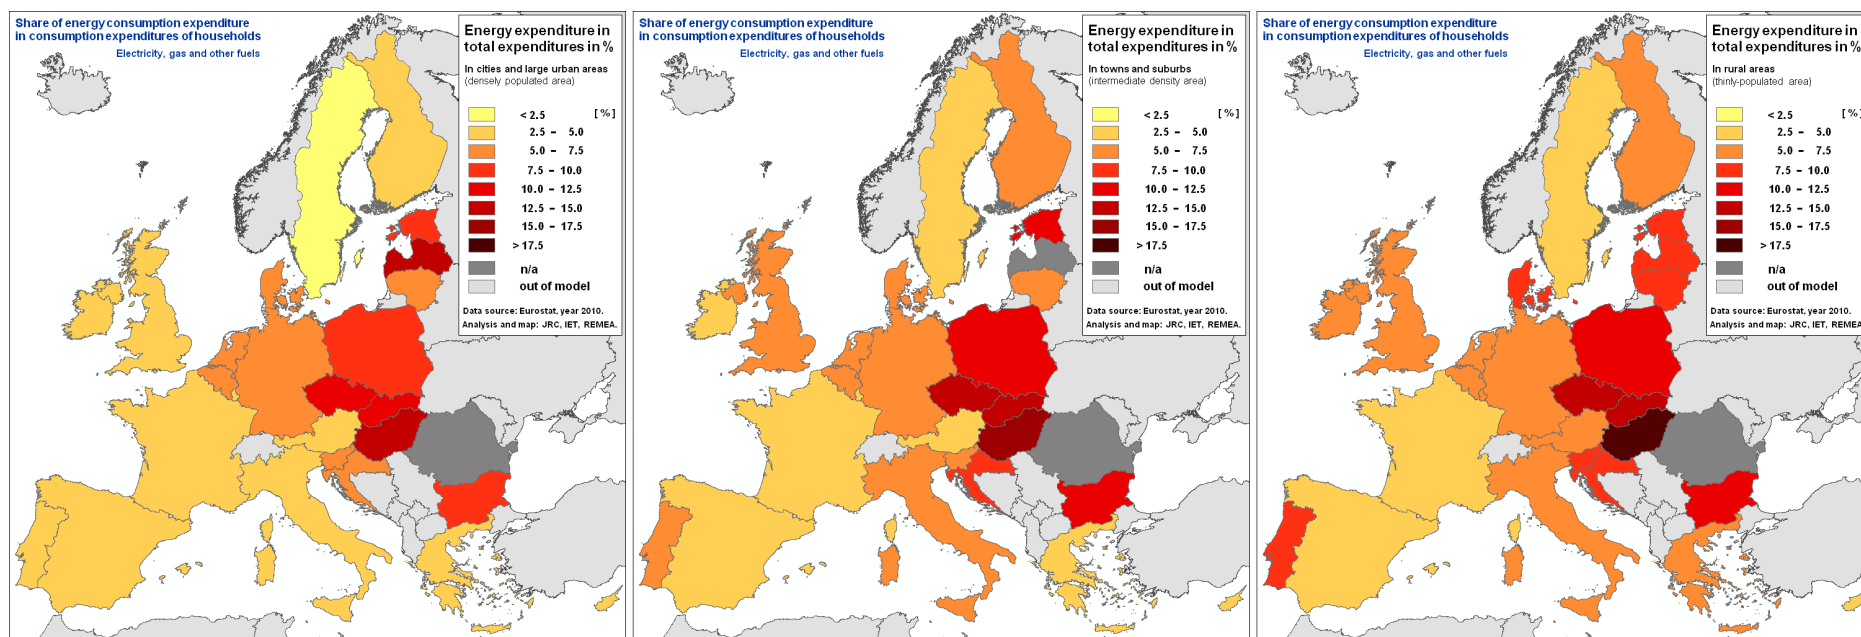 Share of energy consumption expenditure
in consumption expenditures of households
Electricity, gas and other fuels
Energy expenditure in
total expenditures in %
In cities and large urban areas
(densely populated area)
< 2.5 [ % ]
2.5 – 5.0
5.0 – 7.5
7.5 – 10.0
10.0 – 12.5
12.5 – 15.0
15.0 – 17.5
> 17.5
n/a
out of model
Data source: Eurostat, year 2010.
Analysis and map: JRC, IET, REMEA.
Share of energy consumption expenditure
in consumption expenditures of households
Electricity, gas and other fuels
Energy expenditure in
total expenditures in %
In towns and suburbs
(intermediate density area)
< 2.5 [ % ]
2.5 – 5.0
5.0 – 7.5
7.5 – 10.0
10.0 – 12.5
12.5 – 15.0
15.0 – 17.5
> 17.5
n/a
out of model
Data source: Eurostat, year 2010.
Analysis and map: JRC, IET, REMEA.
Share of energy consumption expenditure
in consumption expenditures of households
Electricity, gas and other fuels
Energy expenditure in
total expenditures in %
In rural areas
(thinly-populated area)
< 2.5 [ % ]
2.5 – 5.0
5.0 – 7.5
7.5 – 10.0
10.0 – 12.5
12.5 – 15.0
15.0 – 17.5
> 17.5
n/a
out of model
Data source: Eurostat, year 2010.
Analysis and map: JRC, IET, REMEA